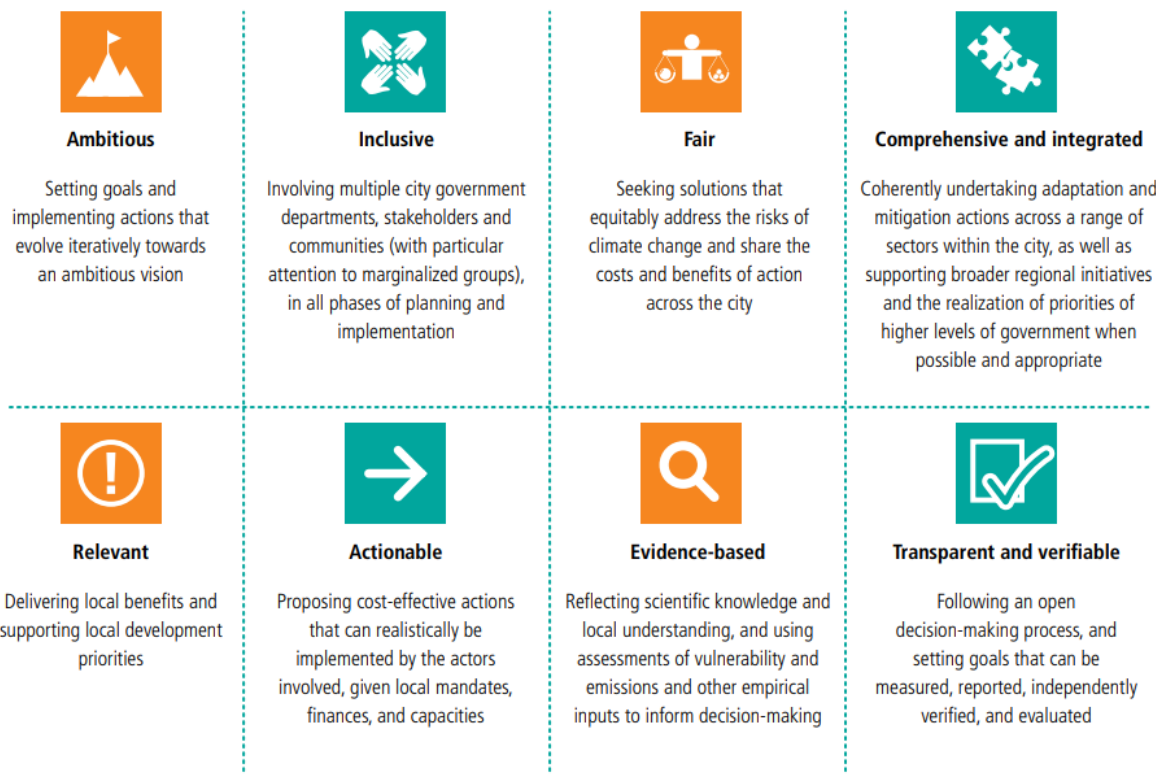 Ambitious
Setting goals and
implementing actions that
evolve iteratively towards
an ambitious vision
Inclusive
Involving multiple city government
departments, stakeholders and
communities (with particular
attention to marginalized groups),
in all phases of planning and
implementation
Fair
Seeking solutions that
equitably address the risks of
climate change and share the
costs and benefits of action
across the city
Comprehensive and integrated
Coherently undertaking adaptation and
mitigation actions across a range of
sectors within the city, as well as
supporting broader regional initiatives
and the realization of priorities of
higher levels of government when
possible and appropriate
Relevant
Delivering local benefits and
supporting local development
priorities
Actionable
Proposing cost-effective actions
that can realistically be
implemented by the actors
involved, given local mandates,
finances, and capacities
Evidence-based
Reflecting scientific knowledge and
local understanding, and using
assessments of vulnerability and
emissions and other empirical
inputs to inform decision-making
Transparent and verifiable
Following an open
decision-making process, and
setting goals that can be
measured, reported, independently
verified, and evaluated